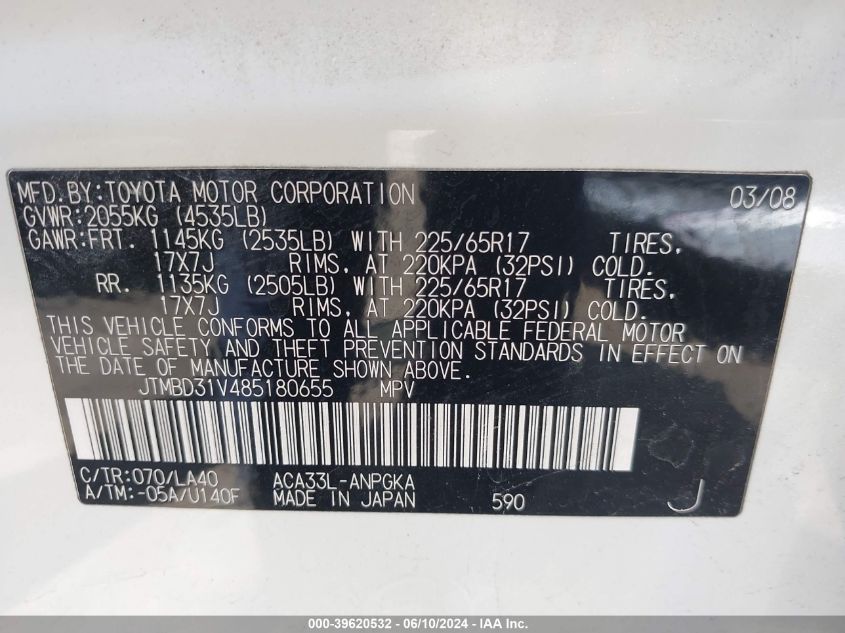 MFD.BY:TOYOTA MOTOR CORPORATION 03/08
GVWR:2055KG (4535LB)
GAWR:FRT. 1145KG (2535LB) WITH 225/65R17 TIRES,
17X7J RIMS, AT 220KPA (32PSI) COLD.
RR. 1135KG (2505LB) WITH 225/65R17 TIRES,
17X7J RIMS, AT 220KPA (32PSI) COLD.
THIS VEHICLE CONFORMS TO ALL APPLICABLE FEDERAL MOTOR
VEHICLE SAFETY AND THEFT PREVENTION STANDARDS IN EFFECT ON
THE DATE OF MANUFACTURE SHOWN ABOVE.
JTMBD31V485180655 MPV
C/TR:070/LA40 ACA33L-ANPGKA
A/TM:-05A/U140F MADE IN JAPAN 590 J
000-39620532 - 06/10/2024 - IAA Inc.